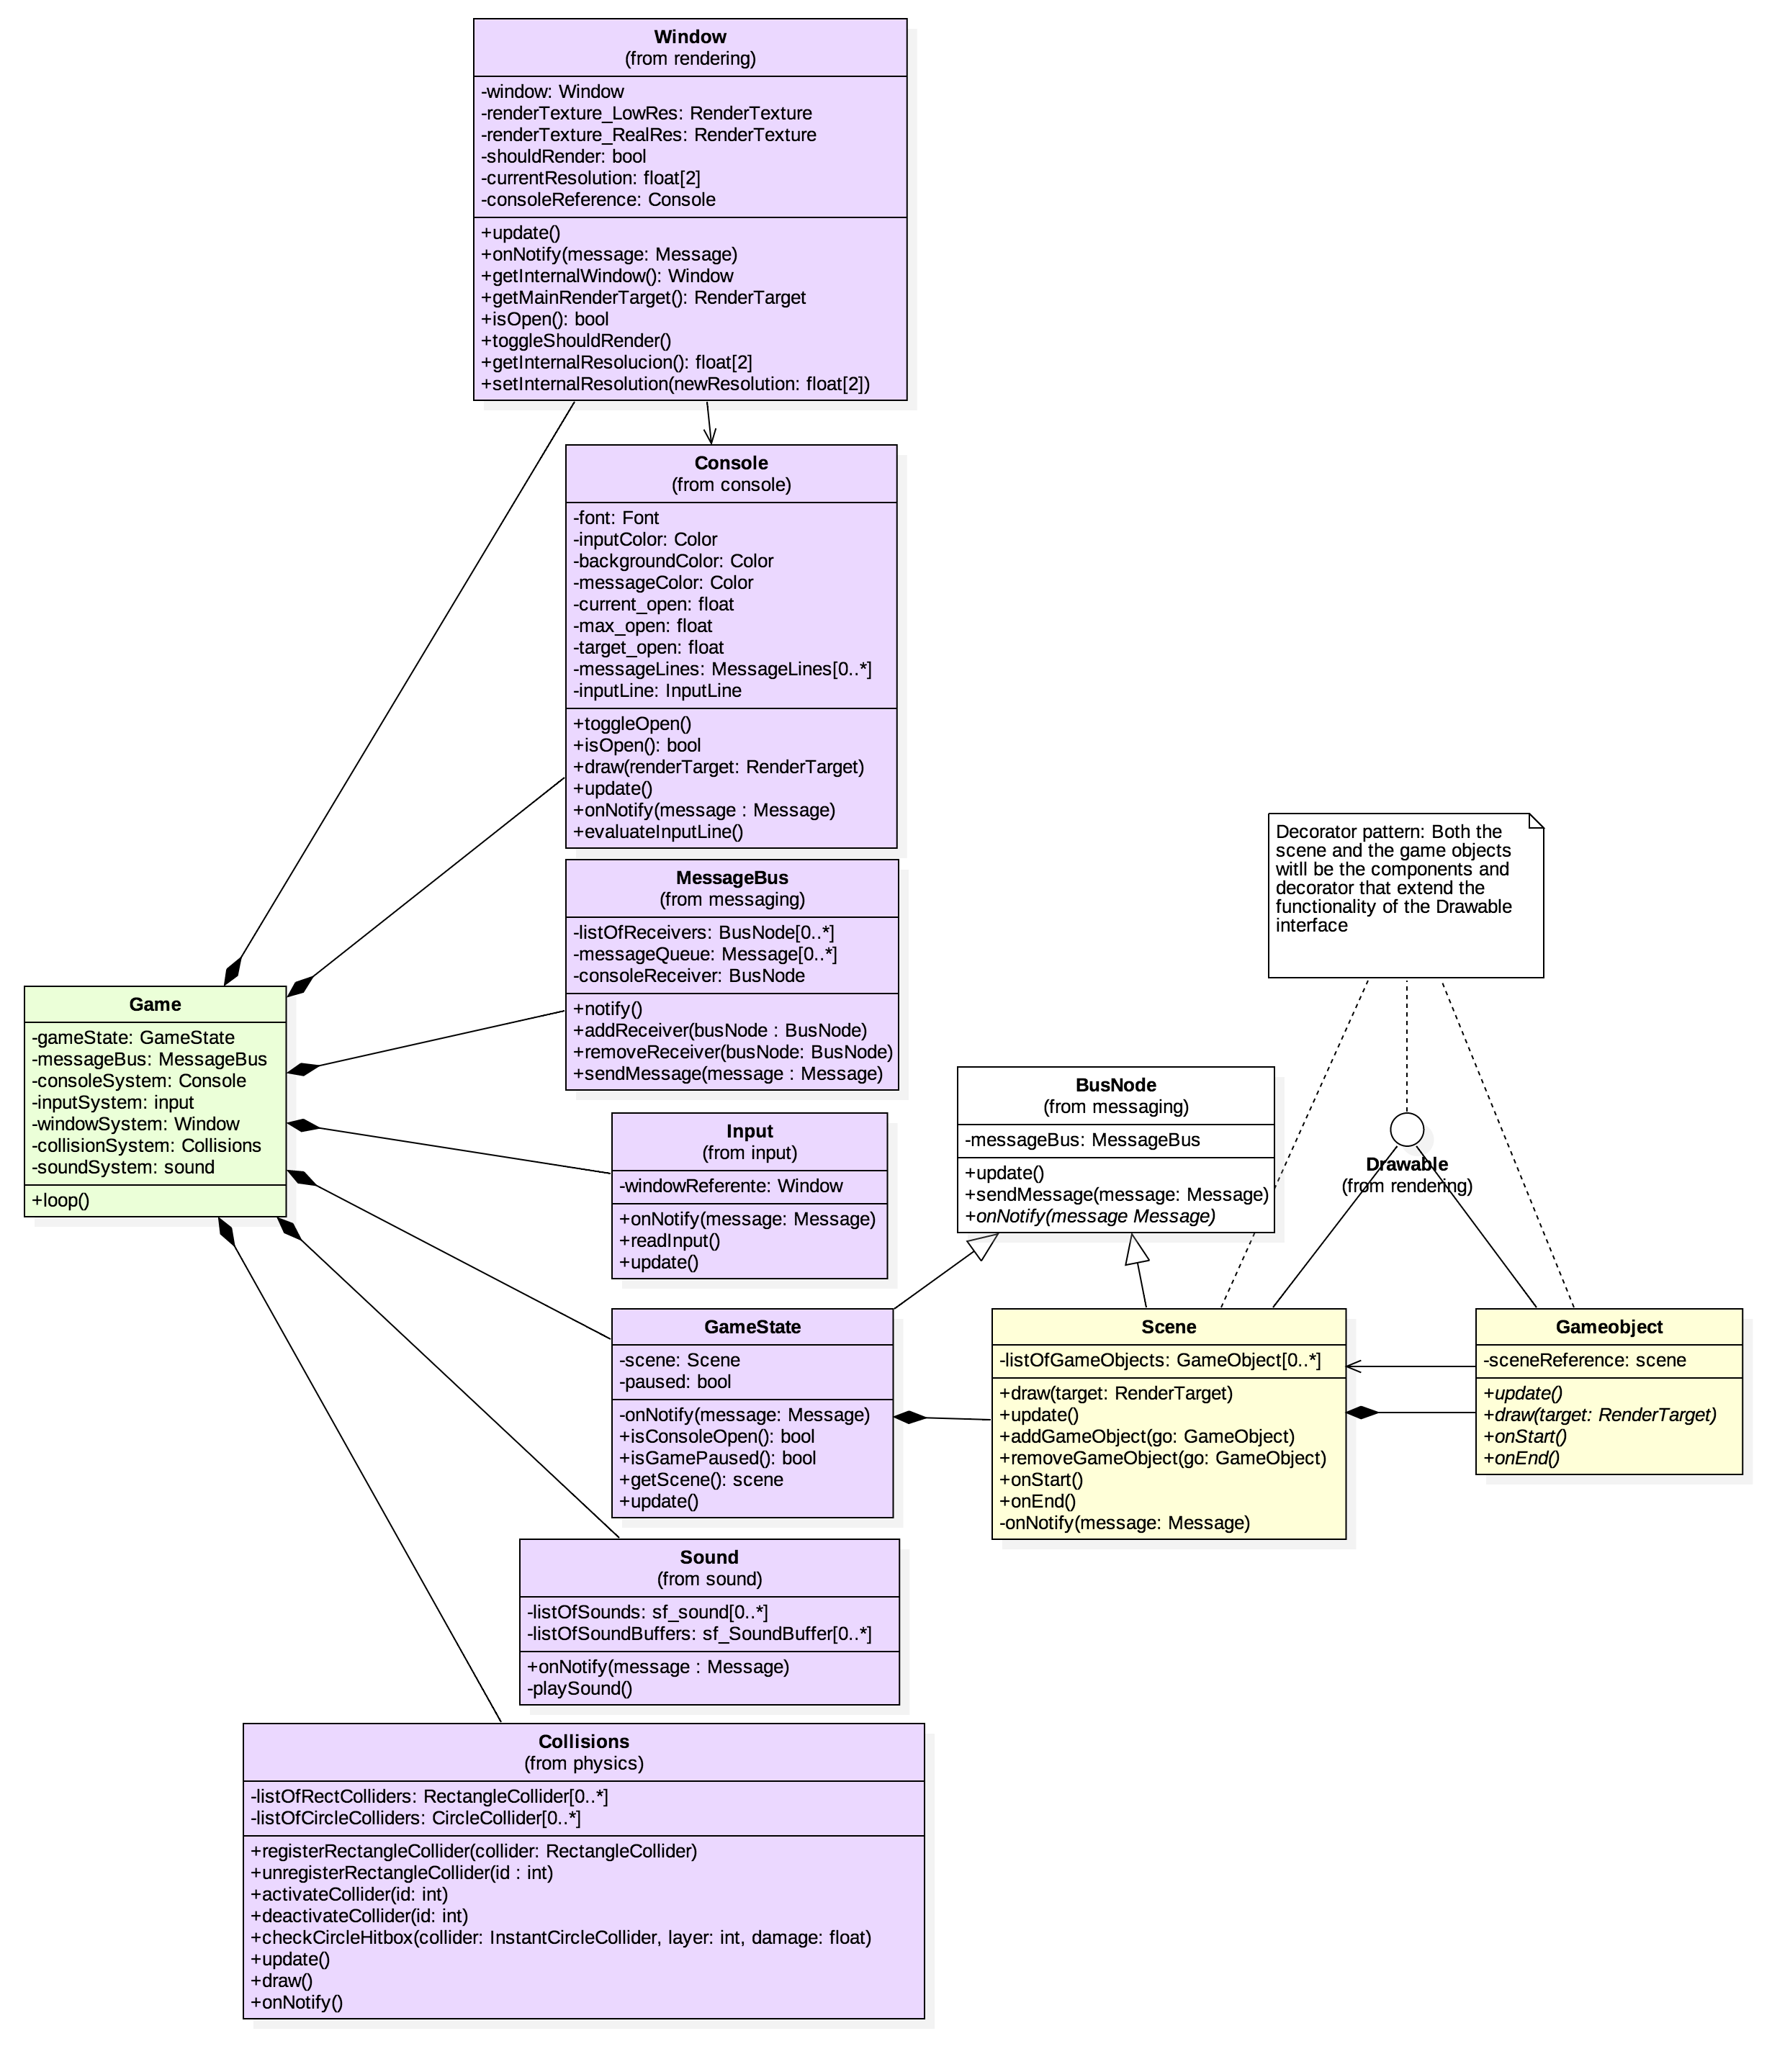 Window
(from rendering)
-window: Window
-renderTexture_LowRes: RenderTexture
-renderTexture_RealRes: RenderTexture
-shouldRender: bool
-currentResolution: float[2]
-consoleReference: Console
+update()
+onNotify(message: Message)
+getInternalWindow(): Window
+getMainRenderTarget(): RenderTarget
+isOpen(): bool
+toggleShouldRender()
+getInternalResolucion(): float[2]
+setInternalResolution(newResolution: float[2])
Console
(from console)
-font: Font
-inputColor: Color
-backgroundColor: Color
-messageColor: Color
-current_open: float
-max_open: float
-target_open: float
-messageLines: MessageLines[0..*]
-inputLine: InputLine
+toggleOpen()
+isOpen(): bool
+draw(renderTarget: RenderTarget)
+update()
+onNotify(message : Message)
+evaluateInputLine()
MessageBus
(from messaging)
-listOfReceivers: BusNode[0..*]
-messageQueue: Message[0..*]
-consoleReceiver: BusNode
+notify()
+addReceiver(busNode : BusNode)
+removeReceiver(busNode: BusNode)
+sendMessage(message : Message)
Decorator pattern: Both the
scene and the game objects
witll be the components and
decorator that extend the
functionality of the Drawable
interface
Game
-gameState: GameState
-messageBus: MessageBus
-consoleSystem: Console
-inputSystem: input
-windowSystem: Window
-collisionSystem: Collisions
-soundSystem: sound
+loop()
Input
(from input)
-windowReferente: Window
+onNotify(message: Message)
+readInput()
+update()
BusNode
(from messaging)
-messageBus: MessageBus
+update()
+sendMessage(message: Message)
+onNotify(message Message)
Drawable
(from rendering)
GameState
-scene: Scene
-paused: bool
-onNotify(message: Message)
+isConsoleOpen(): bool
+isGamePaused(): bool
+getScene(): scene
+update()
Scene
-listOfGameObjects: GameObject[0..*]
+draw(target: RenderTarget)
+update()
+addGameObject(go: GameObject)
+removeGameObject(go: GameObject)
+onStart()
+onEnd()
-onNotify(message: Message)
Gameobject
-sceneReference: scene
+update()
+draw(target: RenderTarget)
+onStart()
+onEnd()
Sound
(from sound)
-listOfSounds: sf_sound[0..*]
-listOfSoundBuffers: sf_SoundBuffer[0..*]
+onNotify(message : Message)
-playSound()
Collisions
(from physics)
-listOfRectColliders: RectangleCollider[0..*]
-listOfCircleColliders: CircleCollider[0..*]
+registerRectangleCollider(collider: RectangleCollider)
+unregisterRectangleCollider(id : int)
+activateCollider(id: int)
+deactivateCollider(id: int)
+checkCircleHitbox(collider: InstantCircleCollider, layer: int, damage: float)
+update()
+draw()
+onNotify()